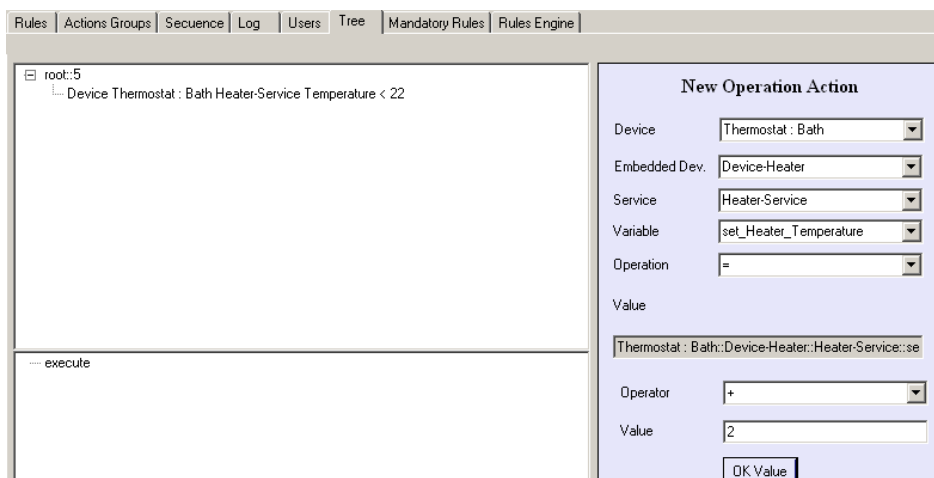 Rules Actions Groups Secuence Log Users Tree Mandatory Rules Rules Engine
root::5
Device Thermostat : Bath Heater-Service Temperature < 22
execute
New Operation Action
Device Thermostat : Bath
Embedded Dev. Device-Heater
Service Heater-Service
Variable set_Heater_Temperature
Operation =
Value
Thermostat : Bath::Device-Heater::Heater-Service::se
Operator +
Value 2
OK Value